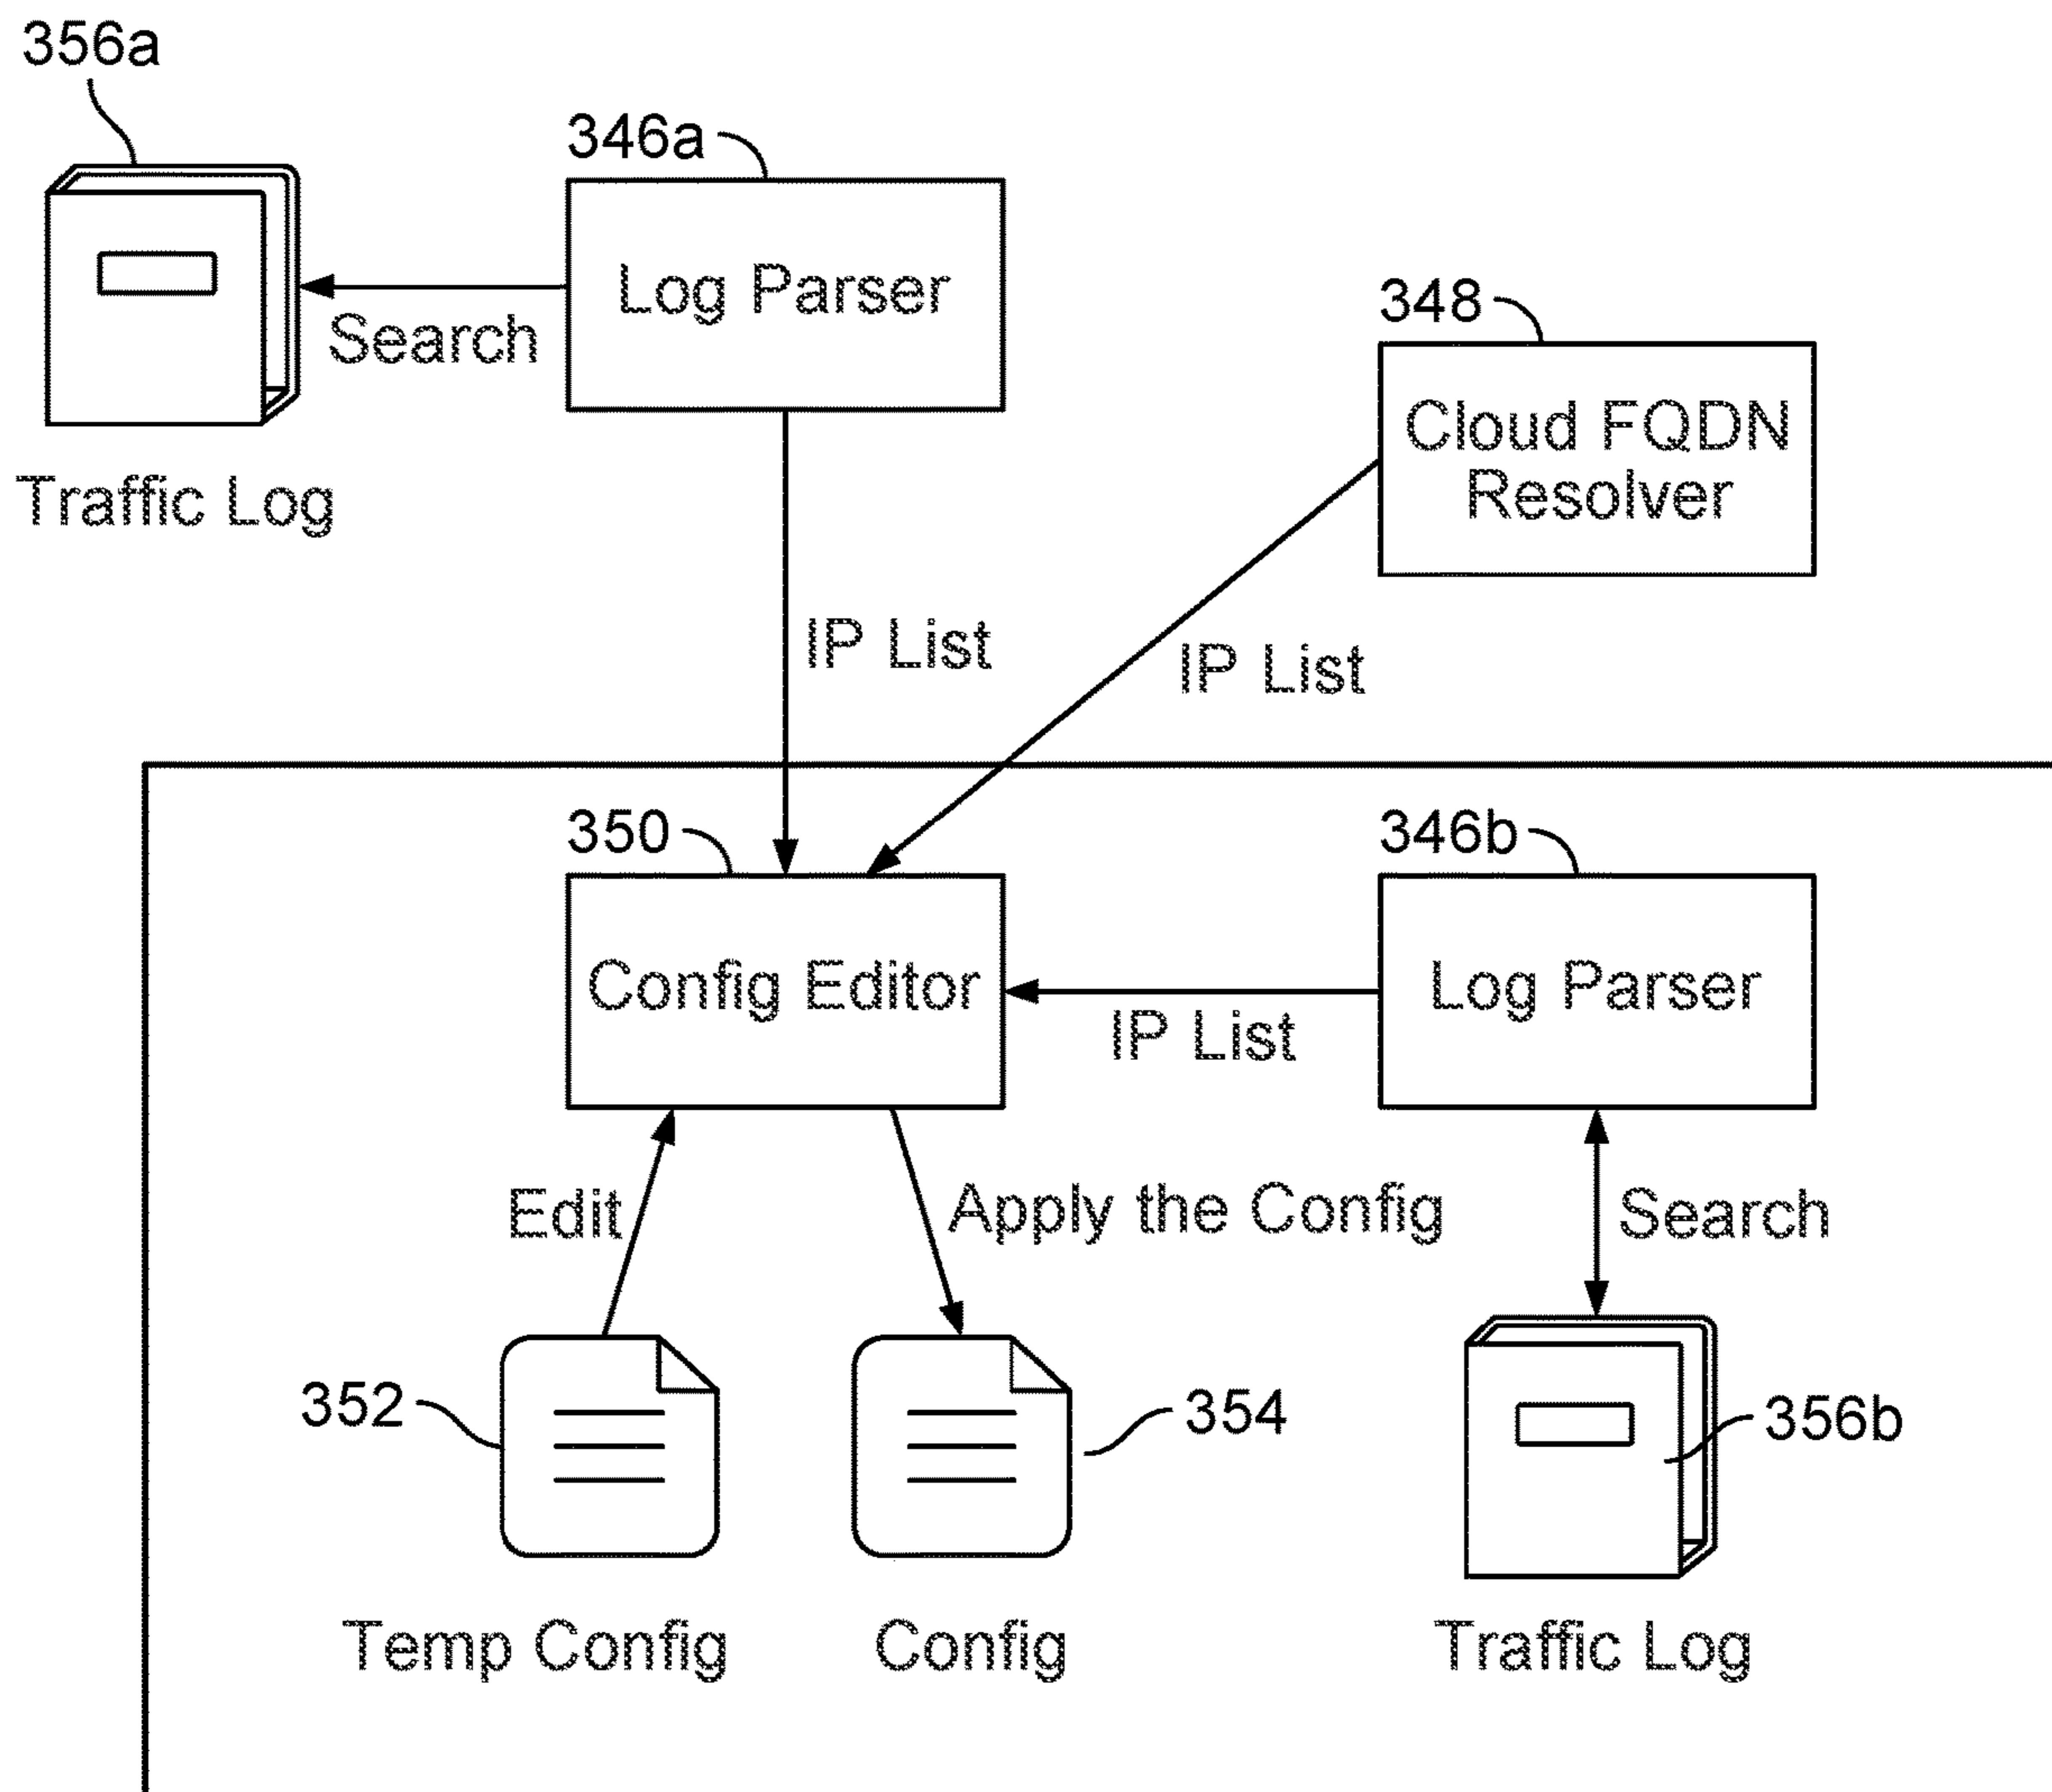 356a
346a
Log Parser
Search
Traffic Log
348
Cloud FQDN
Resolver
IP List
IP List
350
346b
Config Editor
Log Parser
IP List
Edit
Apply the Config
Search
352
354
356b
Temp Config
Config
Traffic Log